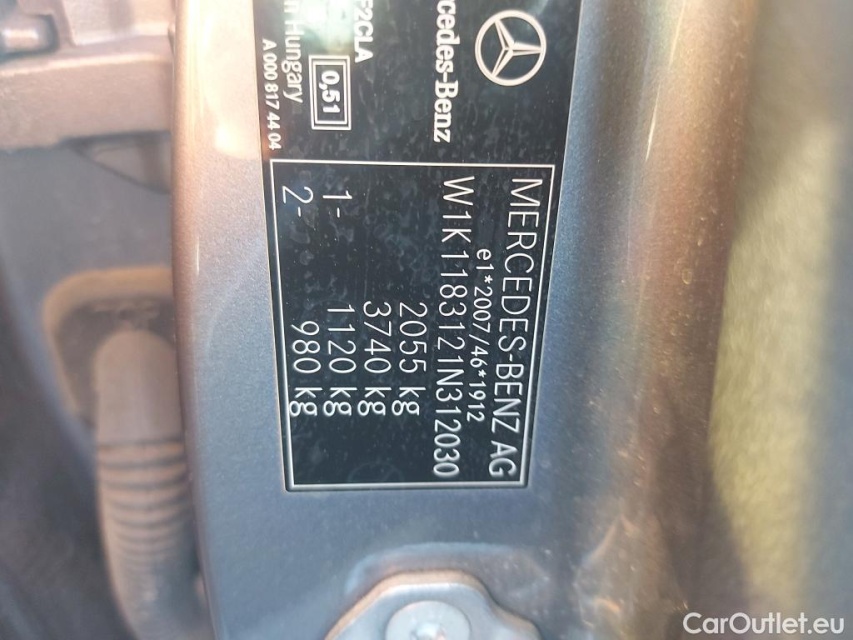 Mercedes-Benz
F2CLA
Hungary
0,51
A 000 817 44 04
MERCEDES-BENZ AG
e1*2007/46*1912
W1K1183121N312030
2055 kg
3740 kg
1- 1120 kg
2- 980 kg
CarOutlet.eu